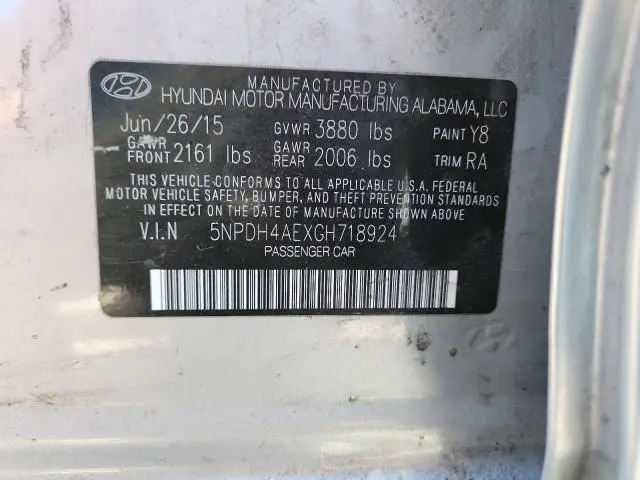 MANUFACTURED BY
HYUNDAI MOTOR MANUFACTURING ALABAMA, LLC
Jun/26/15 GVWR 3880 lbs PAINT Y8
GAWR FRONT 2161 lbs GAWR REAR 2006 lbs TRIM RA
THIS VEHICLE CONFORMS TO ALL APPLICABLE U.S.A. FEDERAL
MOTOR VEHICLE SAFETY, BUMPER, AND THEFT PREVENTION STANDARDS
IN EFFECT ON THE DATE OF MANUFACTURE SHOWN ABOVE.
V.I.N 5NPDH4AEXGH718924
PASSENGER CAR